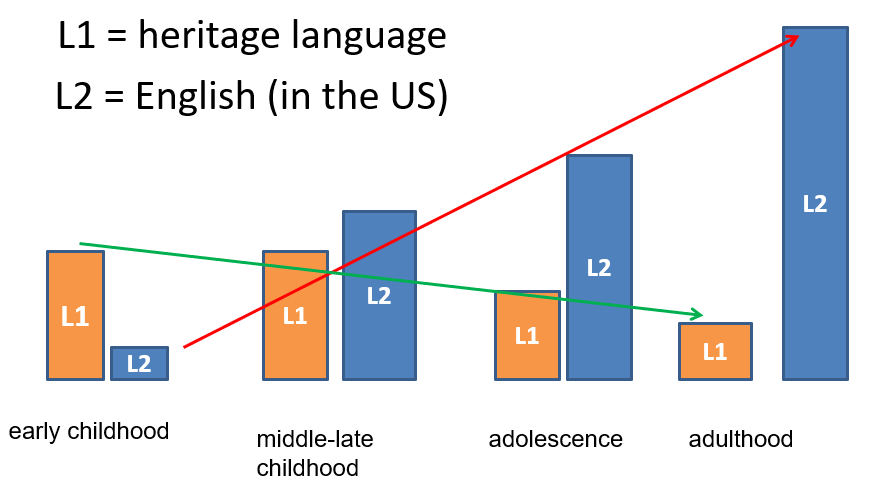 L1 = heritage language
L2 = English (in the US)
L1
L2
L1
L2
L1
L2
L1
L2
early childhood
middle-late
childhood
adolescence
adulthood